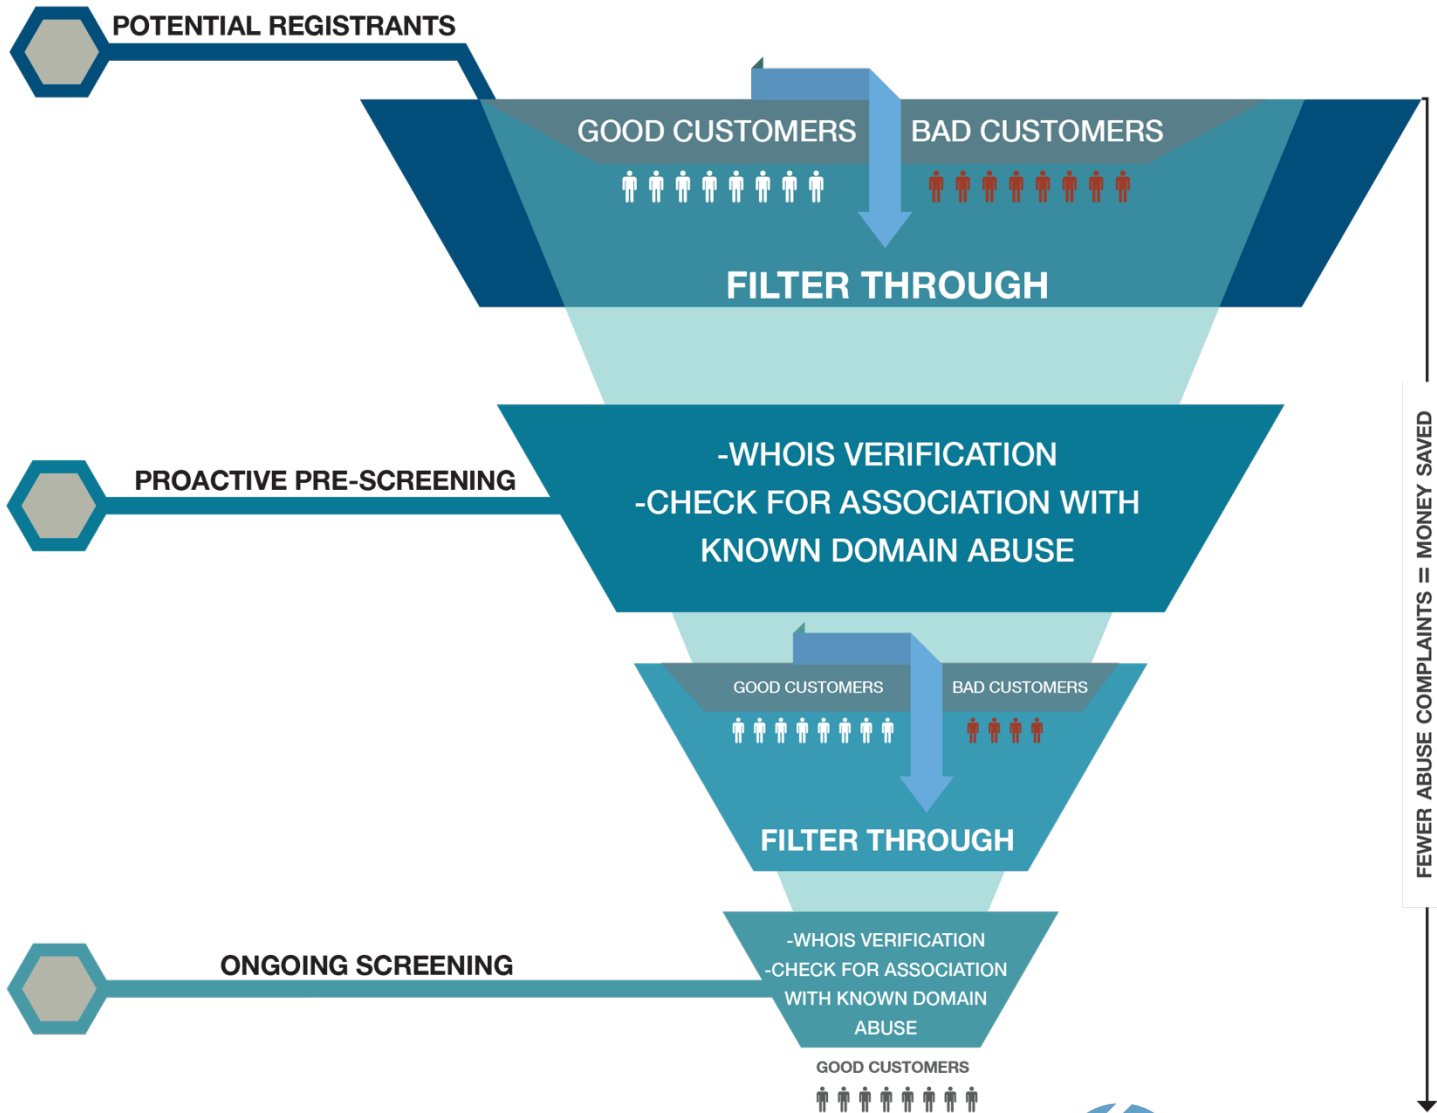 POTENTIAL REGISTRANTS
GOOD CUSTOMERS
BAD CUSTOMERS
FILTER THROUGH
PROACTIVE PRE-SCREENING
-WHOIS VERIFICATION
-CHECK FOR ASSOCIATION WITH
KNOWN DOMAIN ABUSE
GOOD CUSTOMERS
BAD CUSTOMERS
FILTER THROUGH
ONGOING SCREENING
-WHOIS VERIFICATION
-CHECK FOR ASSOCIATION
WITH KNOWN DOMAIN
ABUSE
GOOD CUSTOMERS
FEWER ABUSE COMPLAINTS = MONEY SAVED